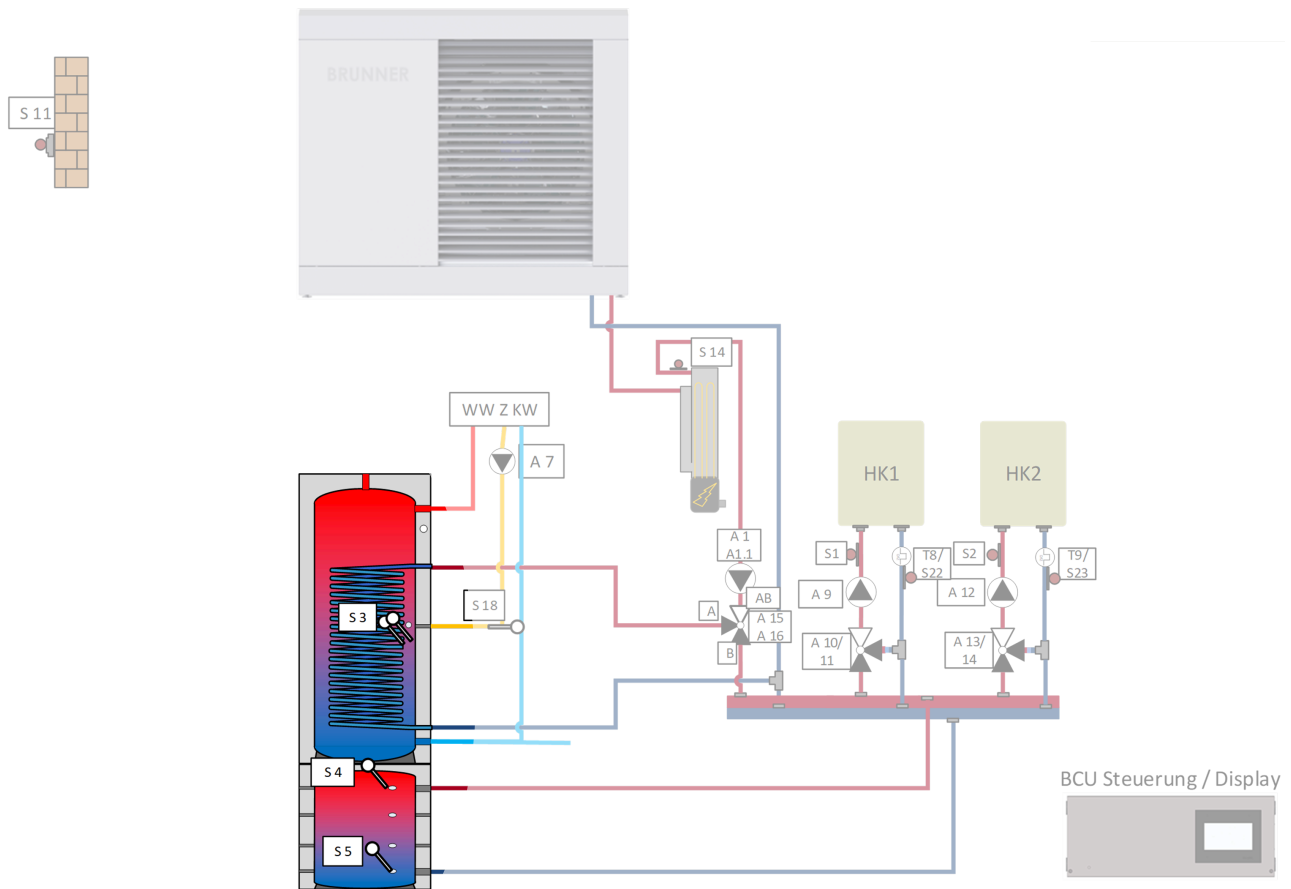 BRUNNER
S 11
S 14
WW Z KW
A 7
HK1
HK2
A 1
A1.1
S1
T8/
S22
S2
T9/
S23
A 9
A 12
AB
A
A 15
A 16
B
S 18
S 3
A 10/
11
A 13/
14
S 4
S 5
BCU Steuerung / Display